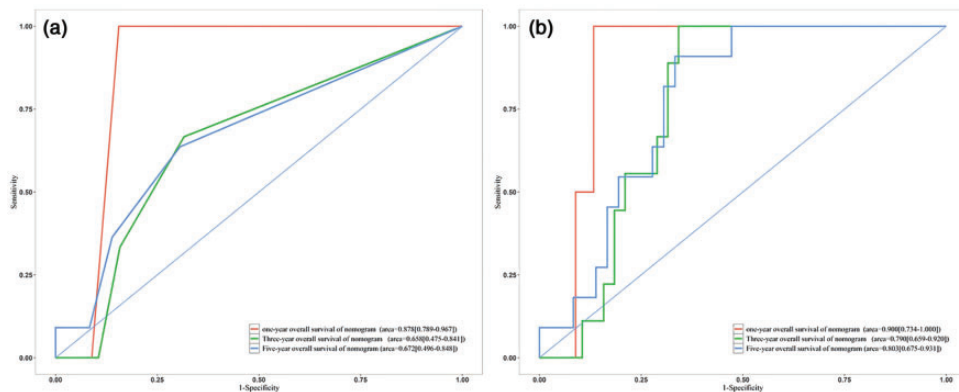 (a)
1.00
0.75
Sensitivity
0.50
0.25
0.00
one-year overall survival of nomogram (area=0.878[0.789-0.967])
Three-year overall survival of nomogram (area=0.658[0.475-0.841])
Five-year overall survival of nomogram (area=0.672[0.496-0.848])
0.00 0.25 0.50 0.75 1.00
1-Specificity
(b)
1.00
0.75
Sensitivity
0.50
0.25
0.00
one-year overall survival of nomogram (area=0.900[0.734-1.000])
Three-year overall survival of nomogram (area=0.790[0.659-0.920])
Five-year overall survival of nomogram (area=0.803[0.675-0.931])
0.00 0.25 0.50 0.75 1.00
1-Specificity